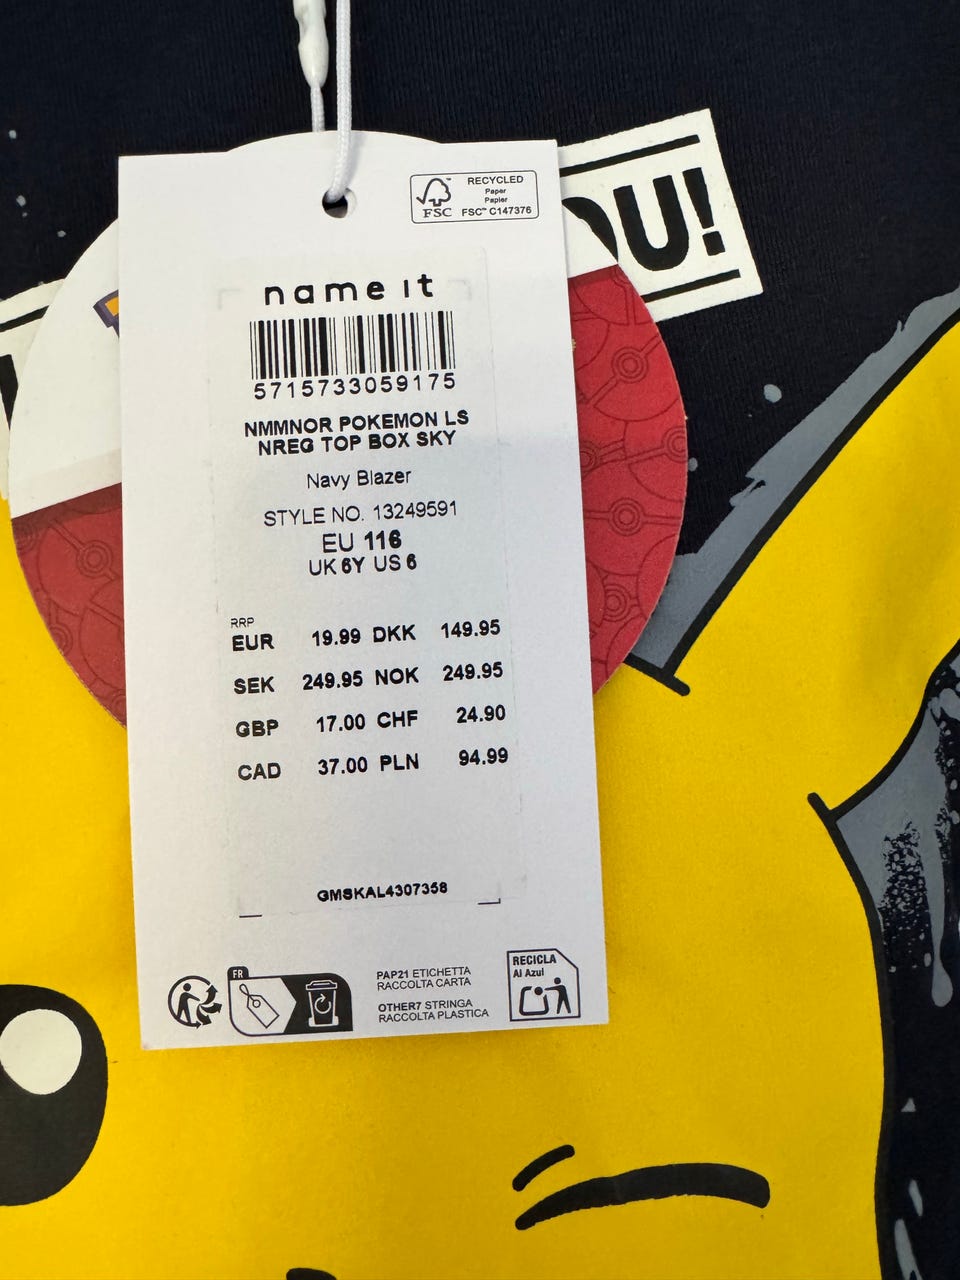 RECYCLED
Paper
Papier
FSC™ C147376
FSC
OU!
name it
5715733059175
NMMNOR POKEMON LS
NREG TOP BOX SKY
Navy Blazer
STYLE NO. 13249591
EU 116
UK 6Y US 6
RRP
EUR 19.99 DKK 149.95
SEK 249.95 NOK 249.95
GBP 17.00 CHF 24.90
CAD 37.00 PLN 94.99
GMSKAL4307358
FR
PAP21 ETICHETTA
RACCOLTA CARTA
OTHER7 STRINGA
RACCOLTA PLASTICA
RECICLA
Al Azul